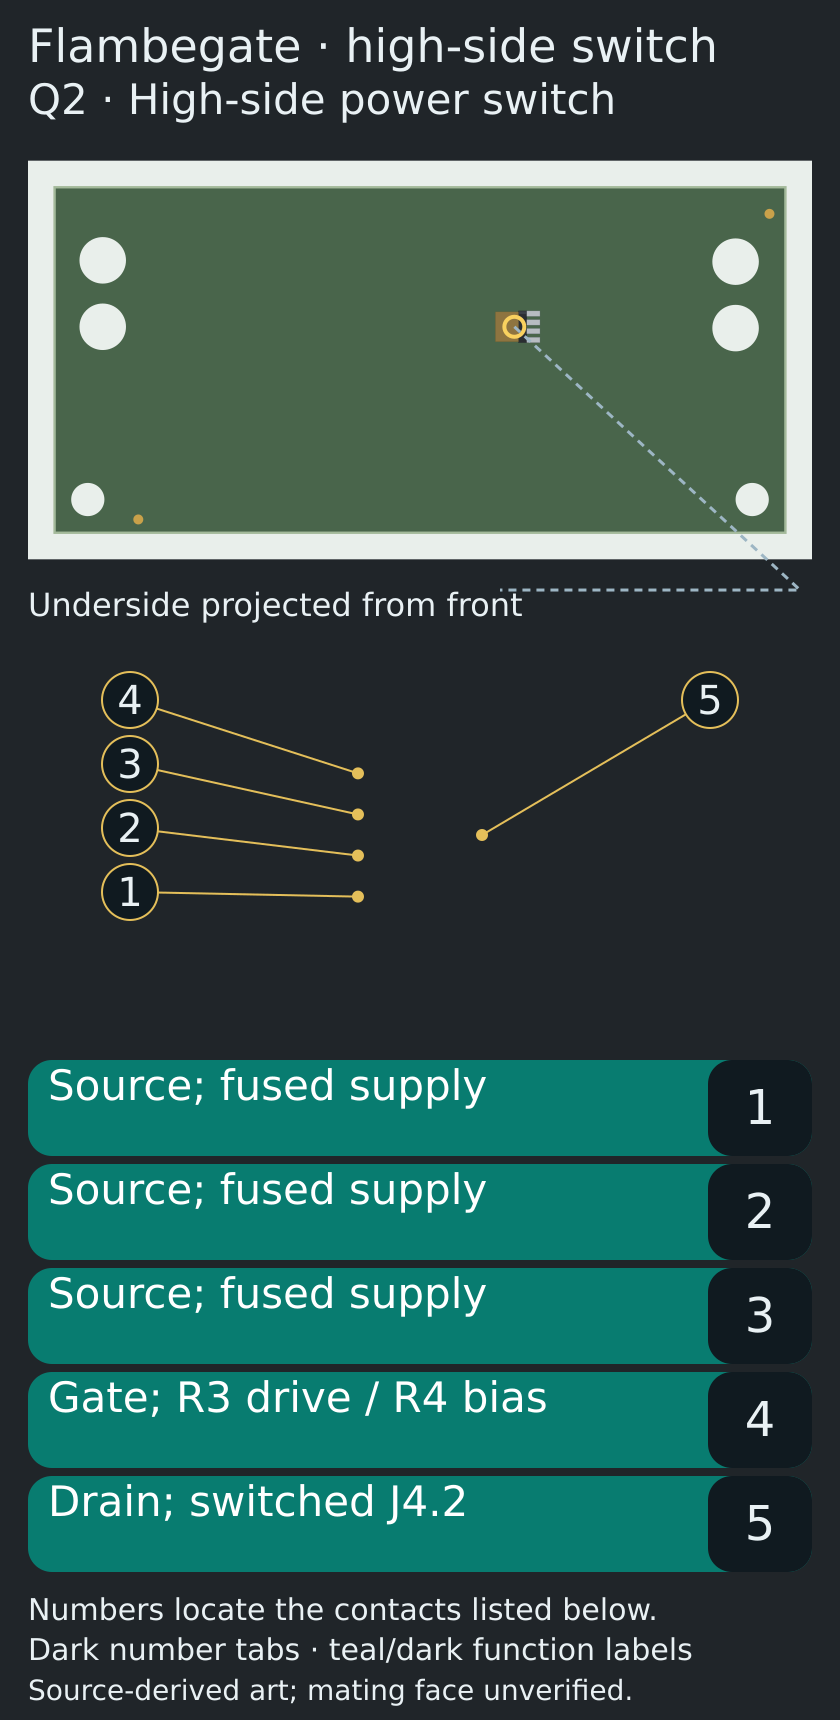 Flambegate · high-side switch
Q2 · High-side power switch
Underside projected from front
4
5
3
2
1
Source; fused supply 1
Source; fused supply 2
Source; fused supply 3
Gate; R3 drive / R4 bias 4
Drain; switched J4.2 5
Numbers locate the contacts listed below.
Dark number tabs · teal/dark function labels
Source-derived art; mating face unverified.